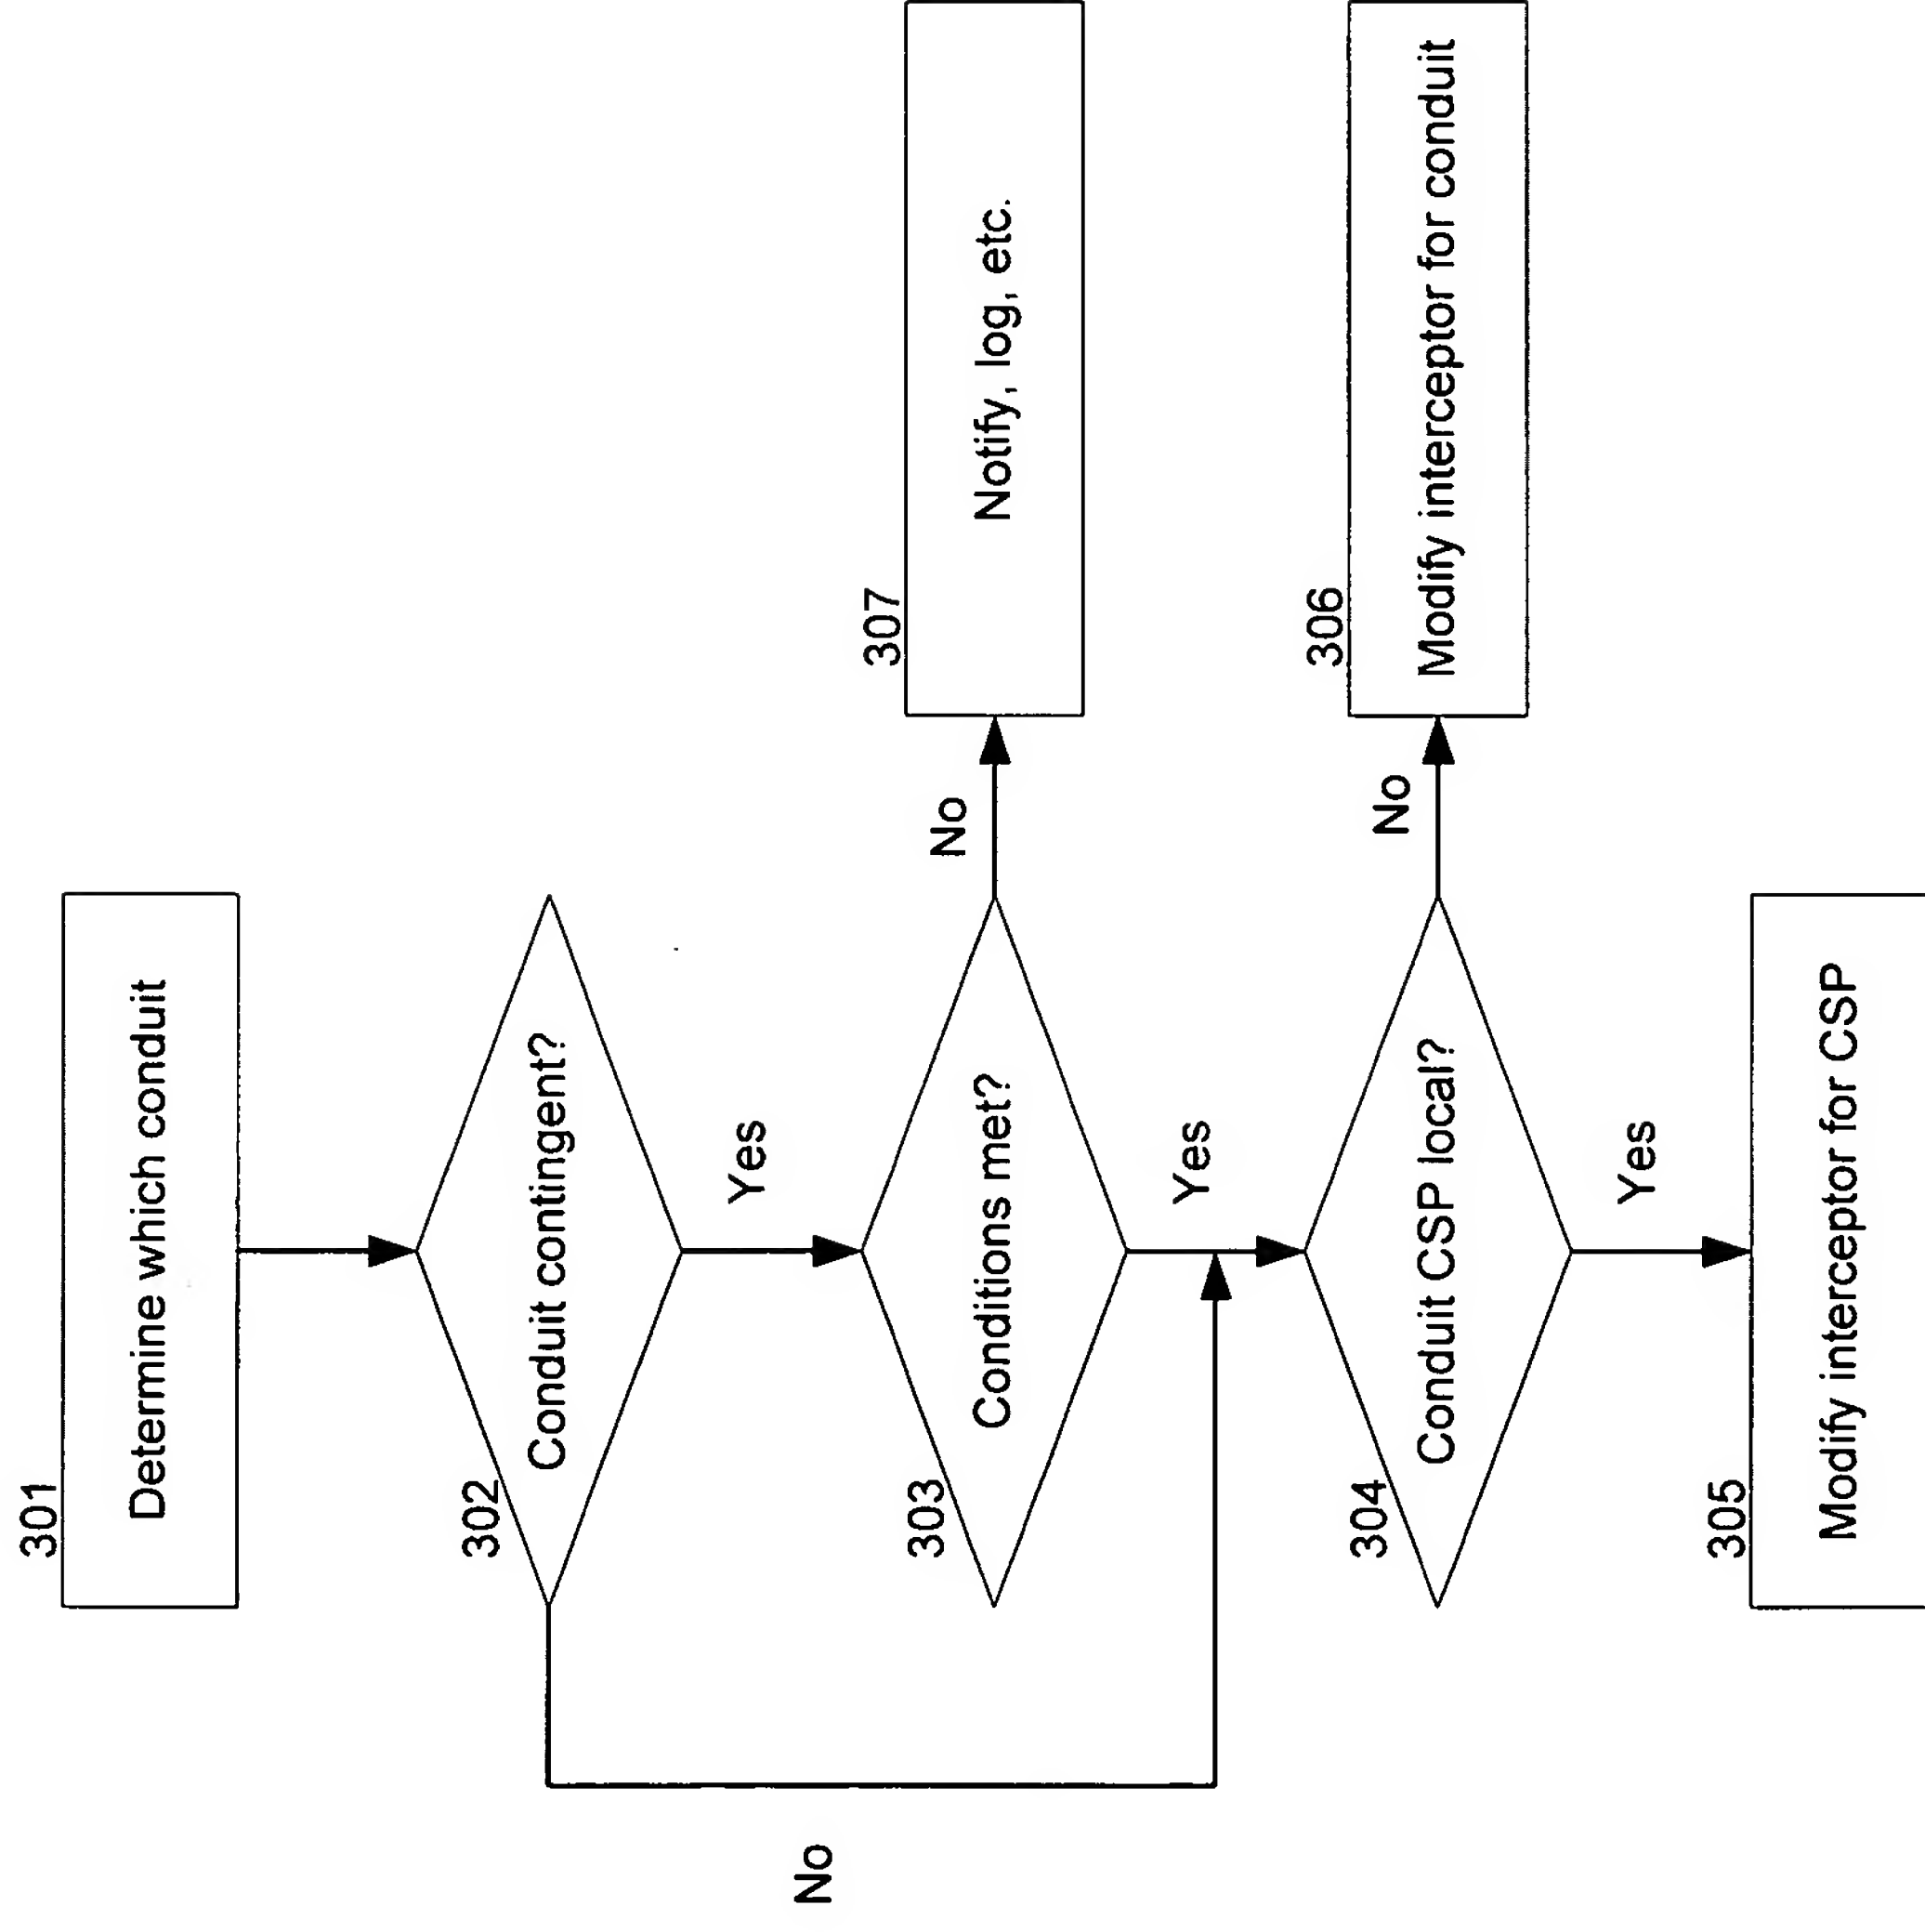 301
Determine which conduit
302
Conduit contingent?
Yes
No
303
Conditions met?
No
307
Notify, log, etc.
Yes
304
Conduit CSP local?
No
306
Modify interceptor for conduit
Yes
305
Modify interceptor for CSP